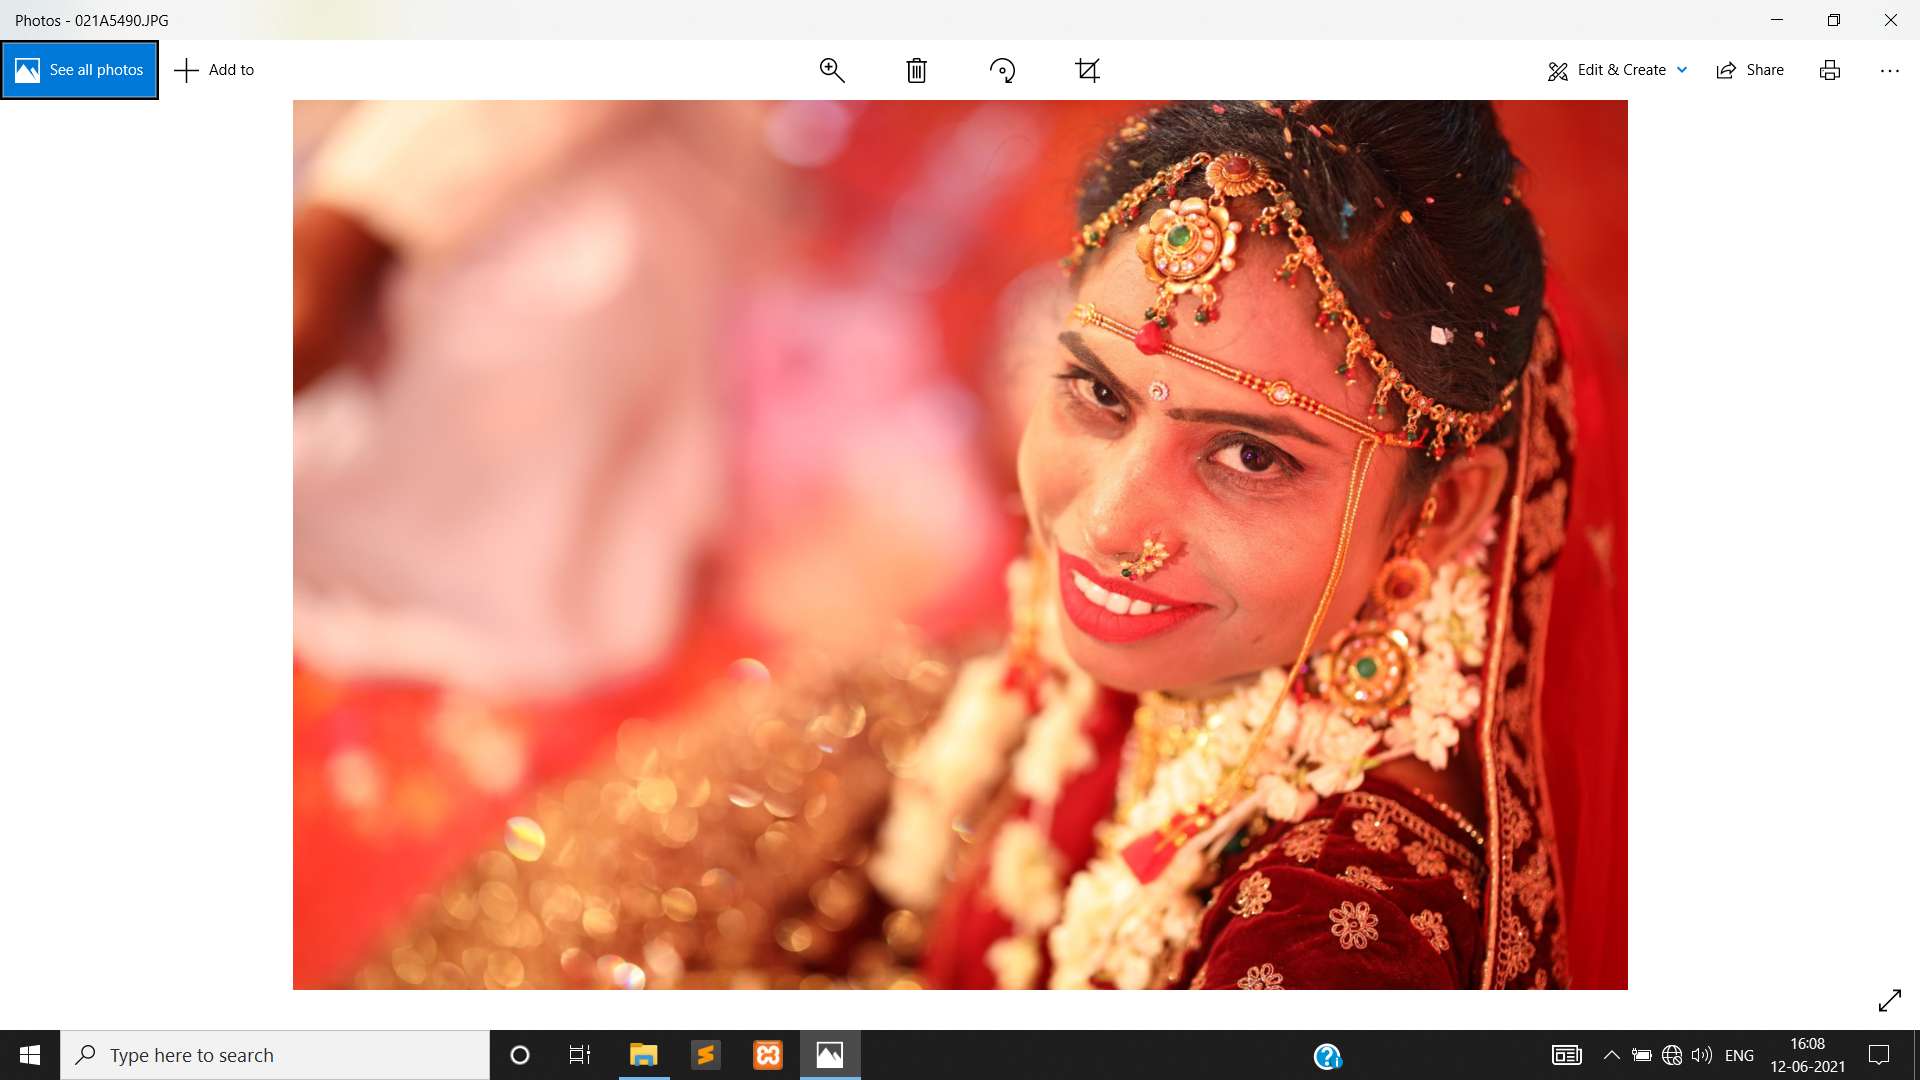 Photos - 021A5490.JPG
See all photos
Add to
Edit & Create
Share
Type here to search
ENG
16:08
12-06-2021